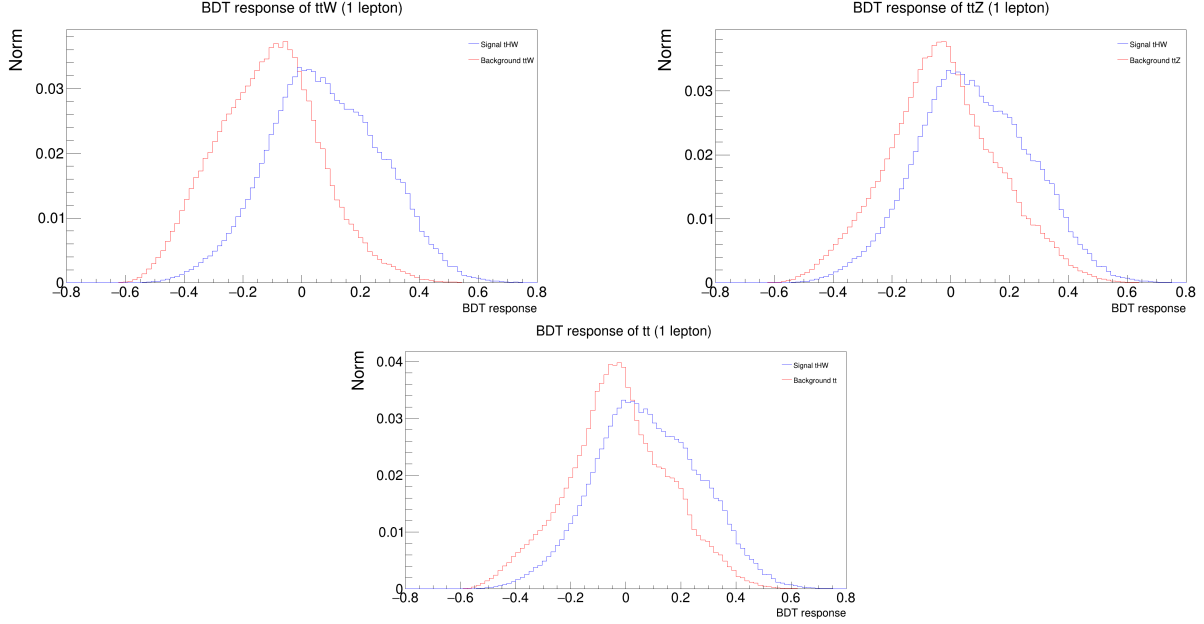 BDT response of ttW (1 lepton)
Norm
Signal tHW
Background ttW
0.03
0.02
0.01
0
−0.8 −0.6 −0.4 −0.2 0 0.2 0.4 0.6 0.8
BDT response
BDT response of ttZ (1 lepton)
Norm
Signal tHW
Background ttZ
0.03
0.02
0.01
0
−0.8 −0.6 −0.4 −0.2 0 0.2 0.4 0.6 0.8
BDT response
BDT response of tt (1 lepton)
Norm
Signal tHW
Background tt
0.04
0.03
0.02
0.01
0
−0.8 −0.6 −0.4 −0.2 0 0.2 0.4 0.6 0.8
BDT response